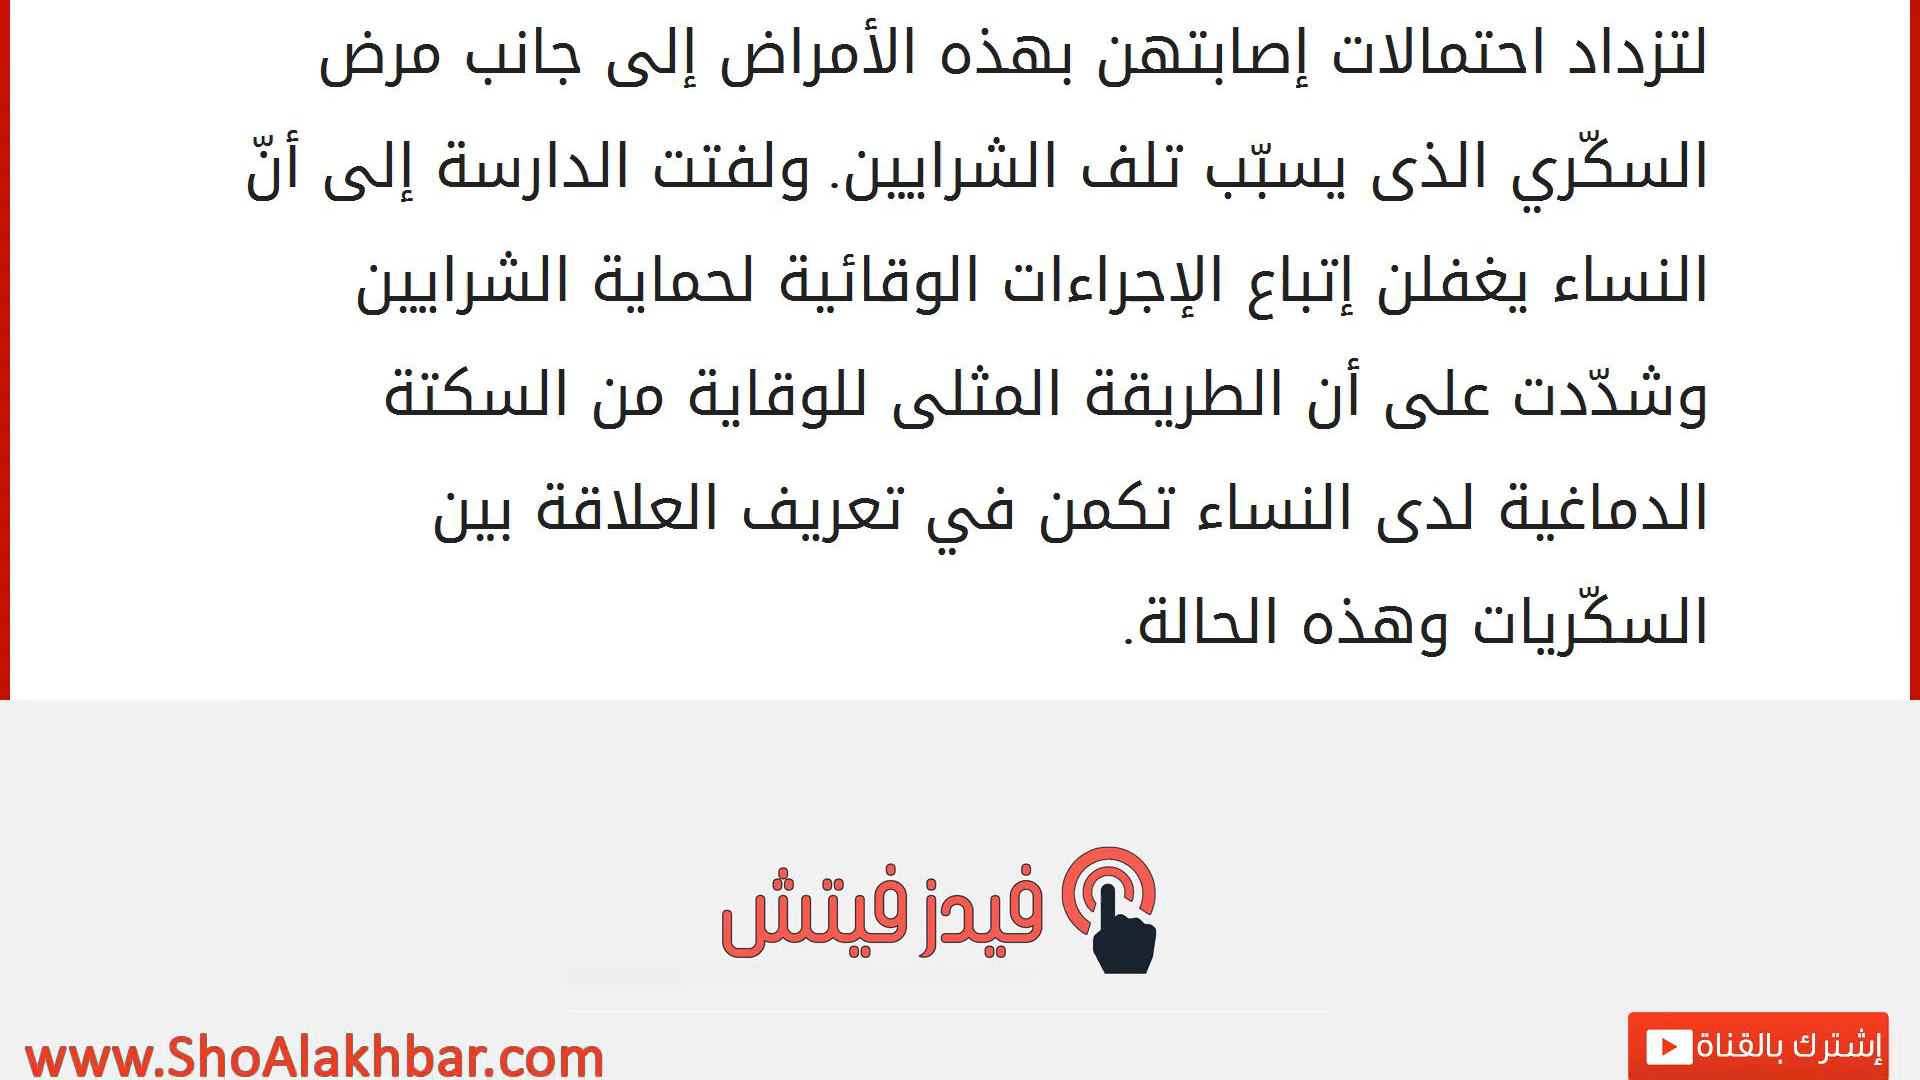 لتزداد احتمالات إصابتهن بهذه الأمراض إلى جانب مرض
السكّري الذى يسبّب تلف الشرايين. ولفتت الدارسة إلى أنّ
النساء يغفلن إتباع الإجراءات الوقائية لحماية الشرايين
وشدّدت على أن الطريقة المثلى للوقاية من السكتة
الدماغية لدى النساء تكمن في تعريف العلاقة بين
السكّريات وهذه الحالة.
فيدز فيتش
www.ShoAlakhbar.com
إشترك بالقناة